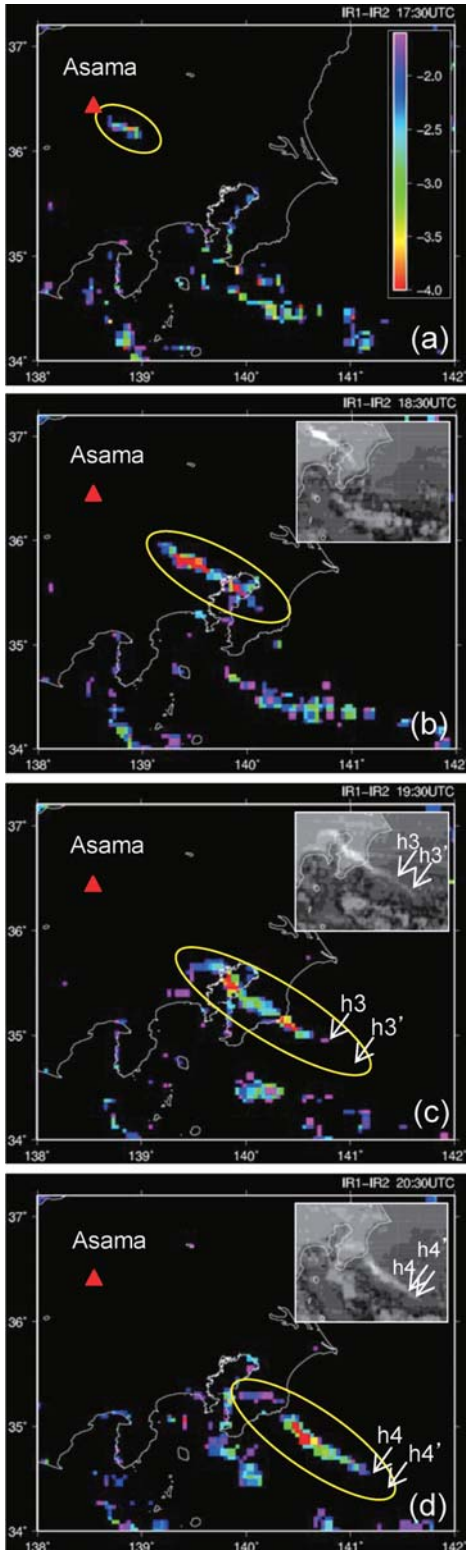 IR1-IR2 17:30UTC
37°
Asama
-2.0
36°
-2.5
-3.0
35°
-3.5
-4.0
34°
(a)
138° 139° 140° 141° 142°
IR1-IR2 18:30UTC
37°
Asama
36°
35°
34°
(b)
138° 139° 140° 141° 142°
IR1-IR2 19:30UTC
37°
h3
h3'
Asama
36°
35°
h3
h3'
34°
(c)
138° 139° 140° 141° 142°
IR1-IR2 20:30UTC
37°
h4'
h4
Asama
36°
35°
h4
h4'
34°
(d)
138° 139° 140° 141° 142°